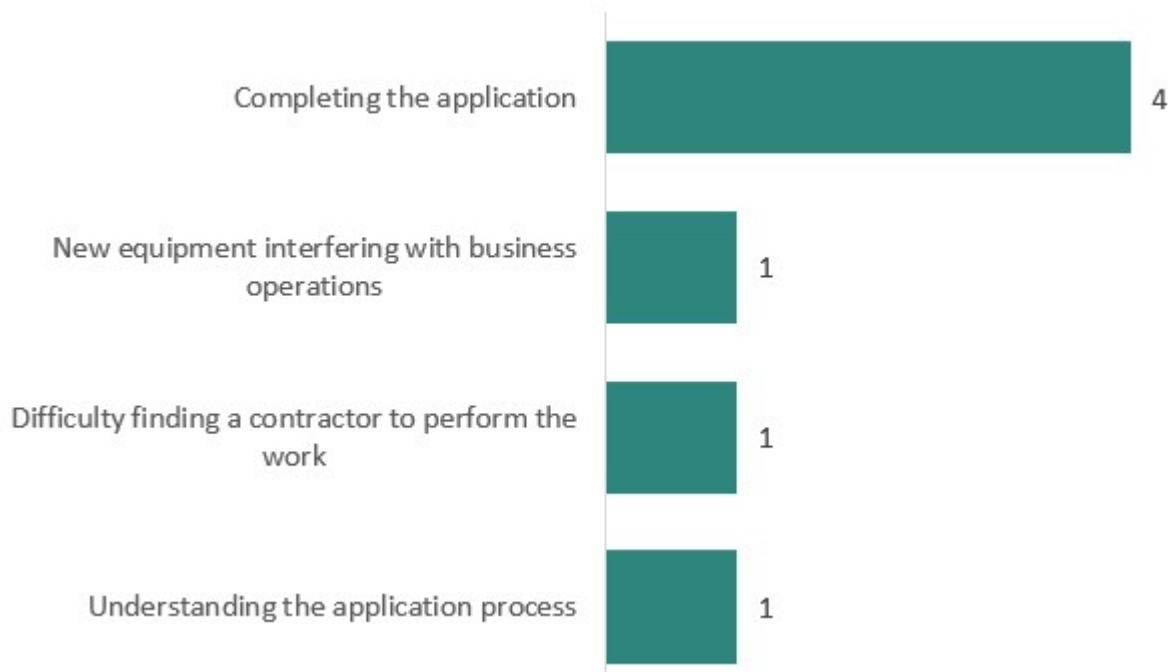 Completing the application
4
New equipment interfering with business
operations
1
Difficulty finding a contractor to perform the
work
1
Understanding the application process
1